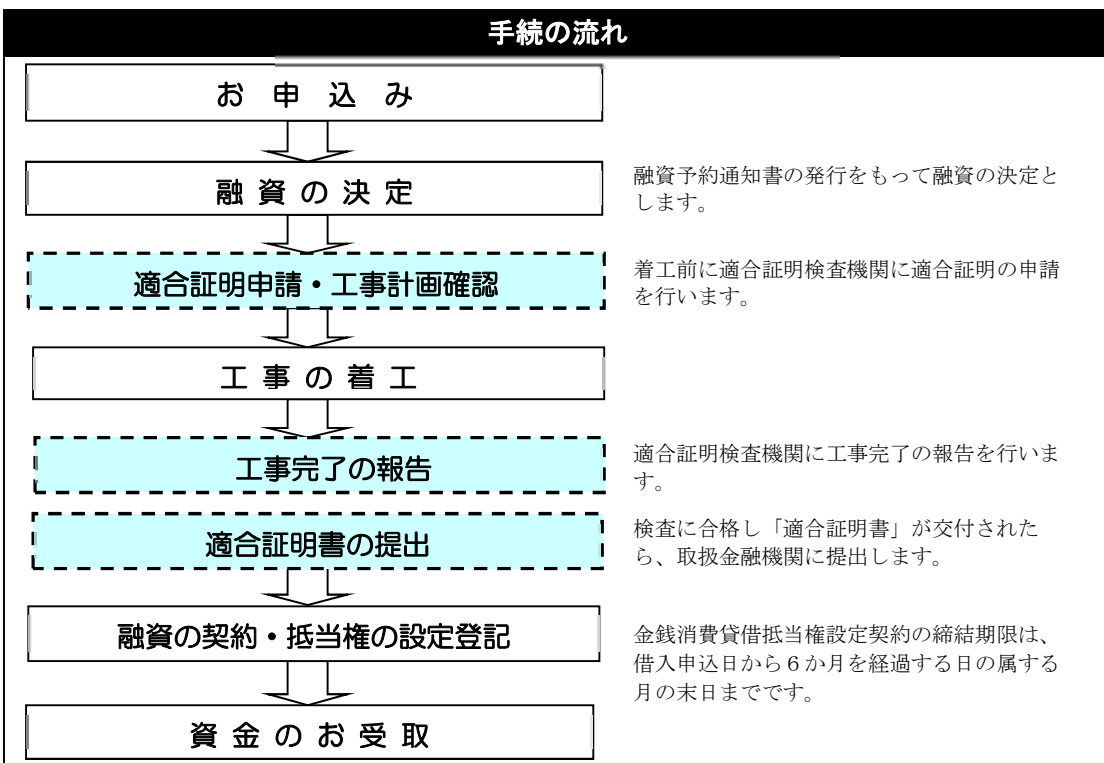 手続の流れ
お申込み
融資の決定
融資予約通知書の発行をもって融資の決定と
します。
適合証明申請・工事計画確認
着工前に適合証明検査機関に適合証明の申請
を行います。
工事の着工
工事完了の報告
適合証明検査機関に工事完了の報告を行いま
す。
適合証明書の提出
検査に合格し「適合証明書」が交付された
ら、取扱金融機関に提出します。
融資の契約・抵当権の設定登記
金銭消費貸借抵当権設定契約の締結期限は、
借入申込日から６か月を経過する日の属する
月の末日までです。
資金のお受取